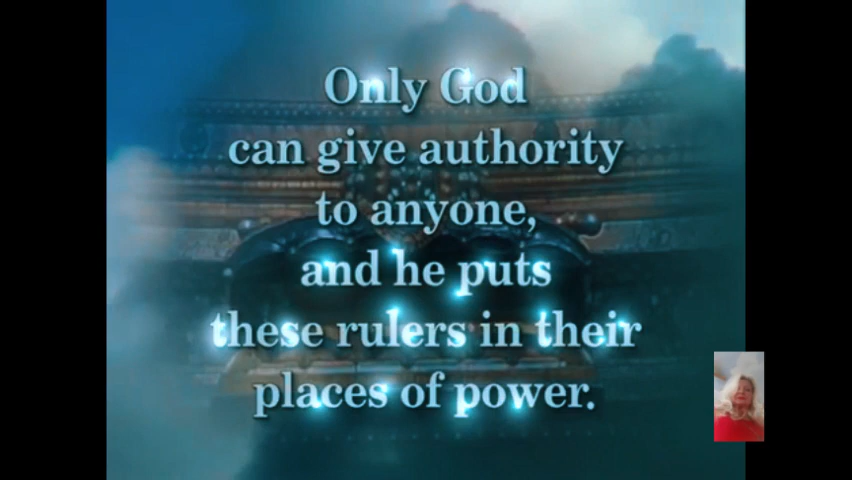 Only God
can give authority
to anyone,
and he puts
these rulers in their
places of power.